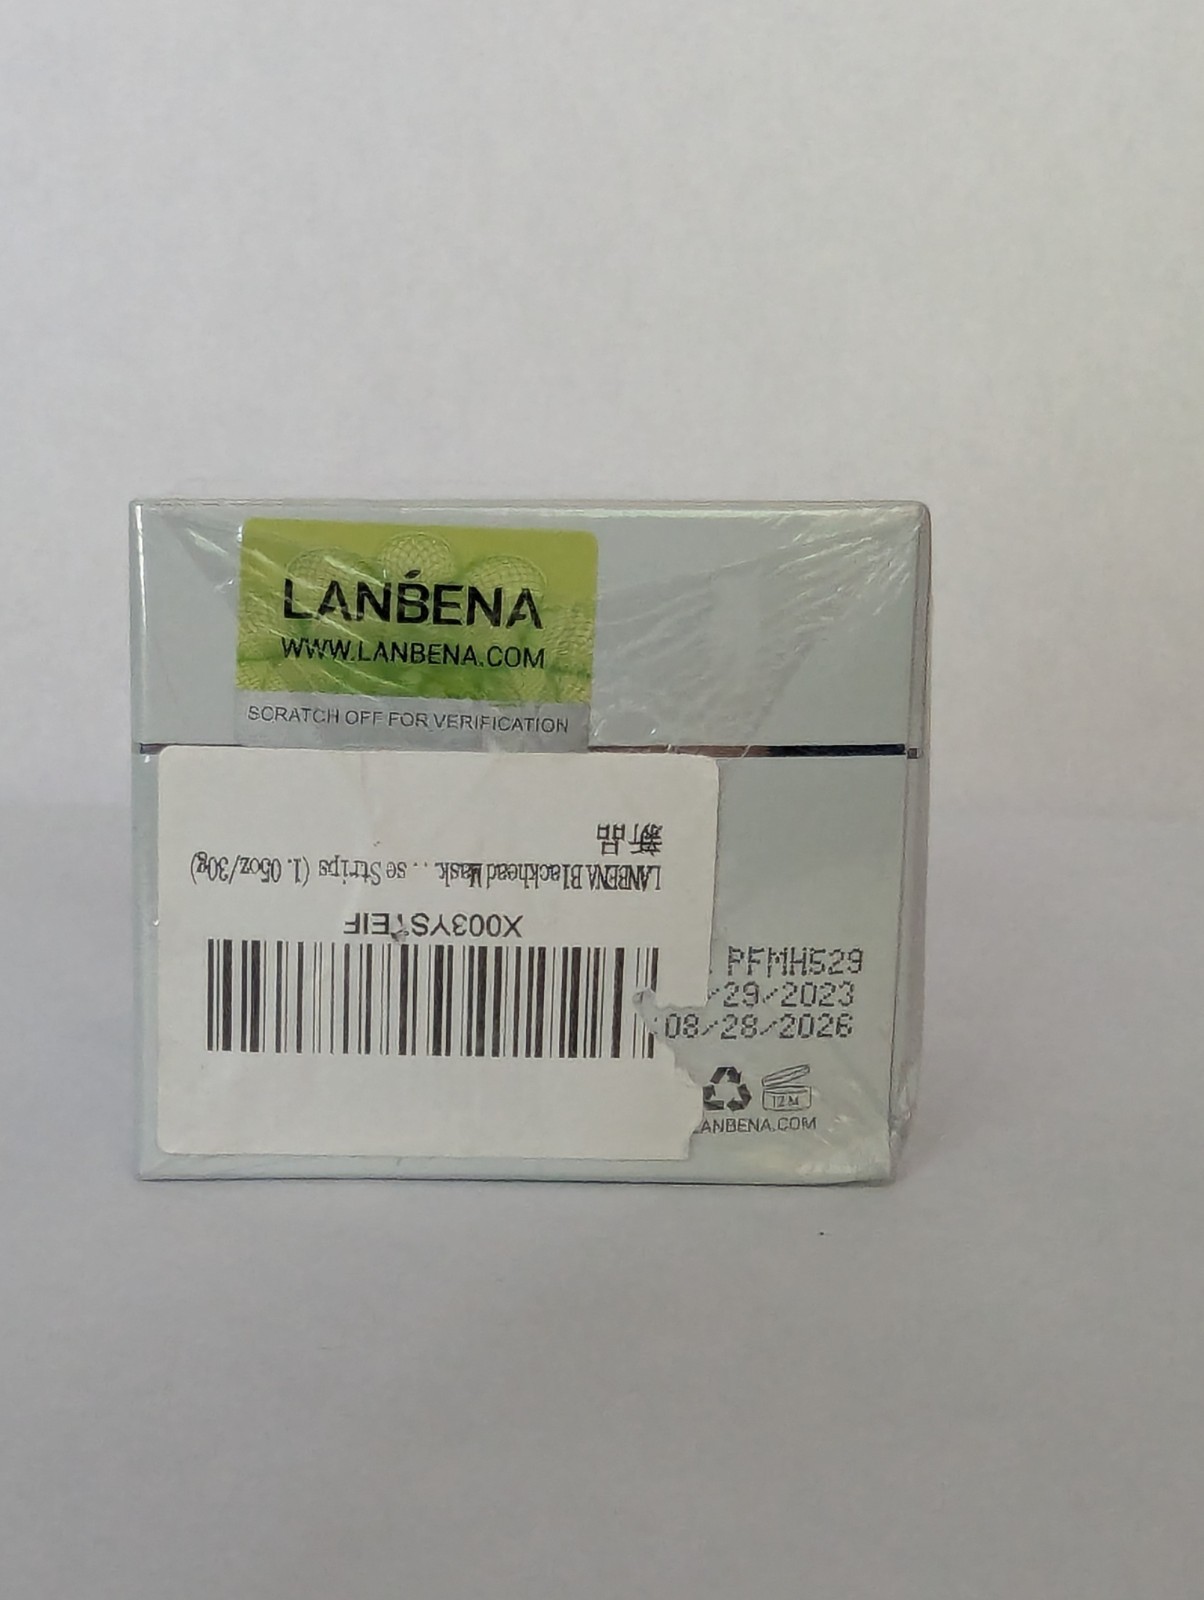 LANBENA
WWW.LANBENA.COM
SCRATCH OFF FOR VERIFICATION
新品
LANBENA Blackhead Mask...se Strips (1.05oz/30g)
PFMH529
/29/2023
08/28/2026
12M
LANBENA.COM